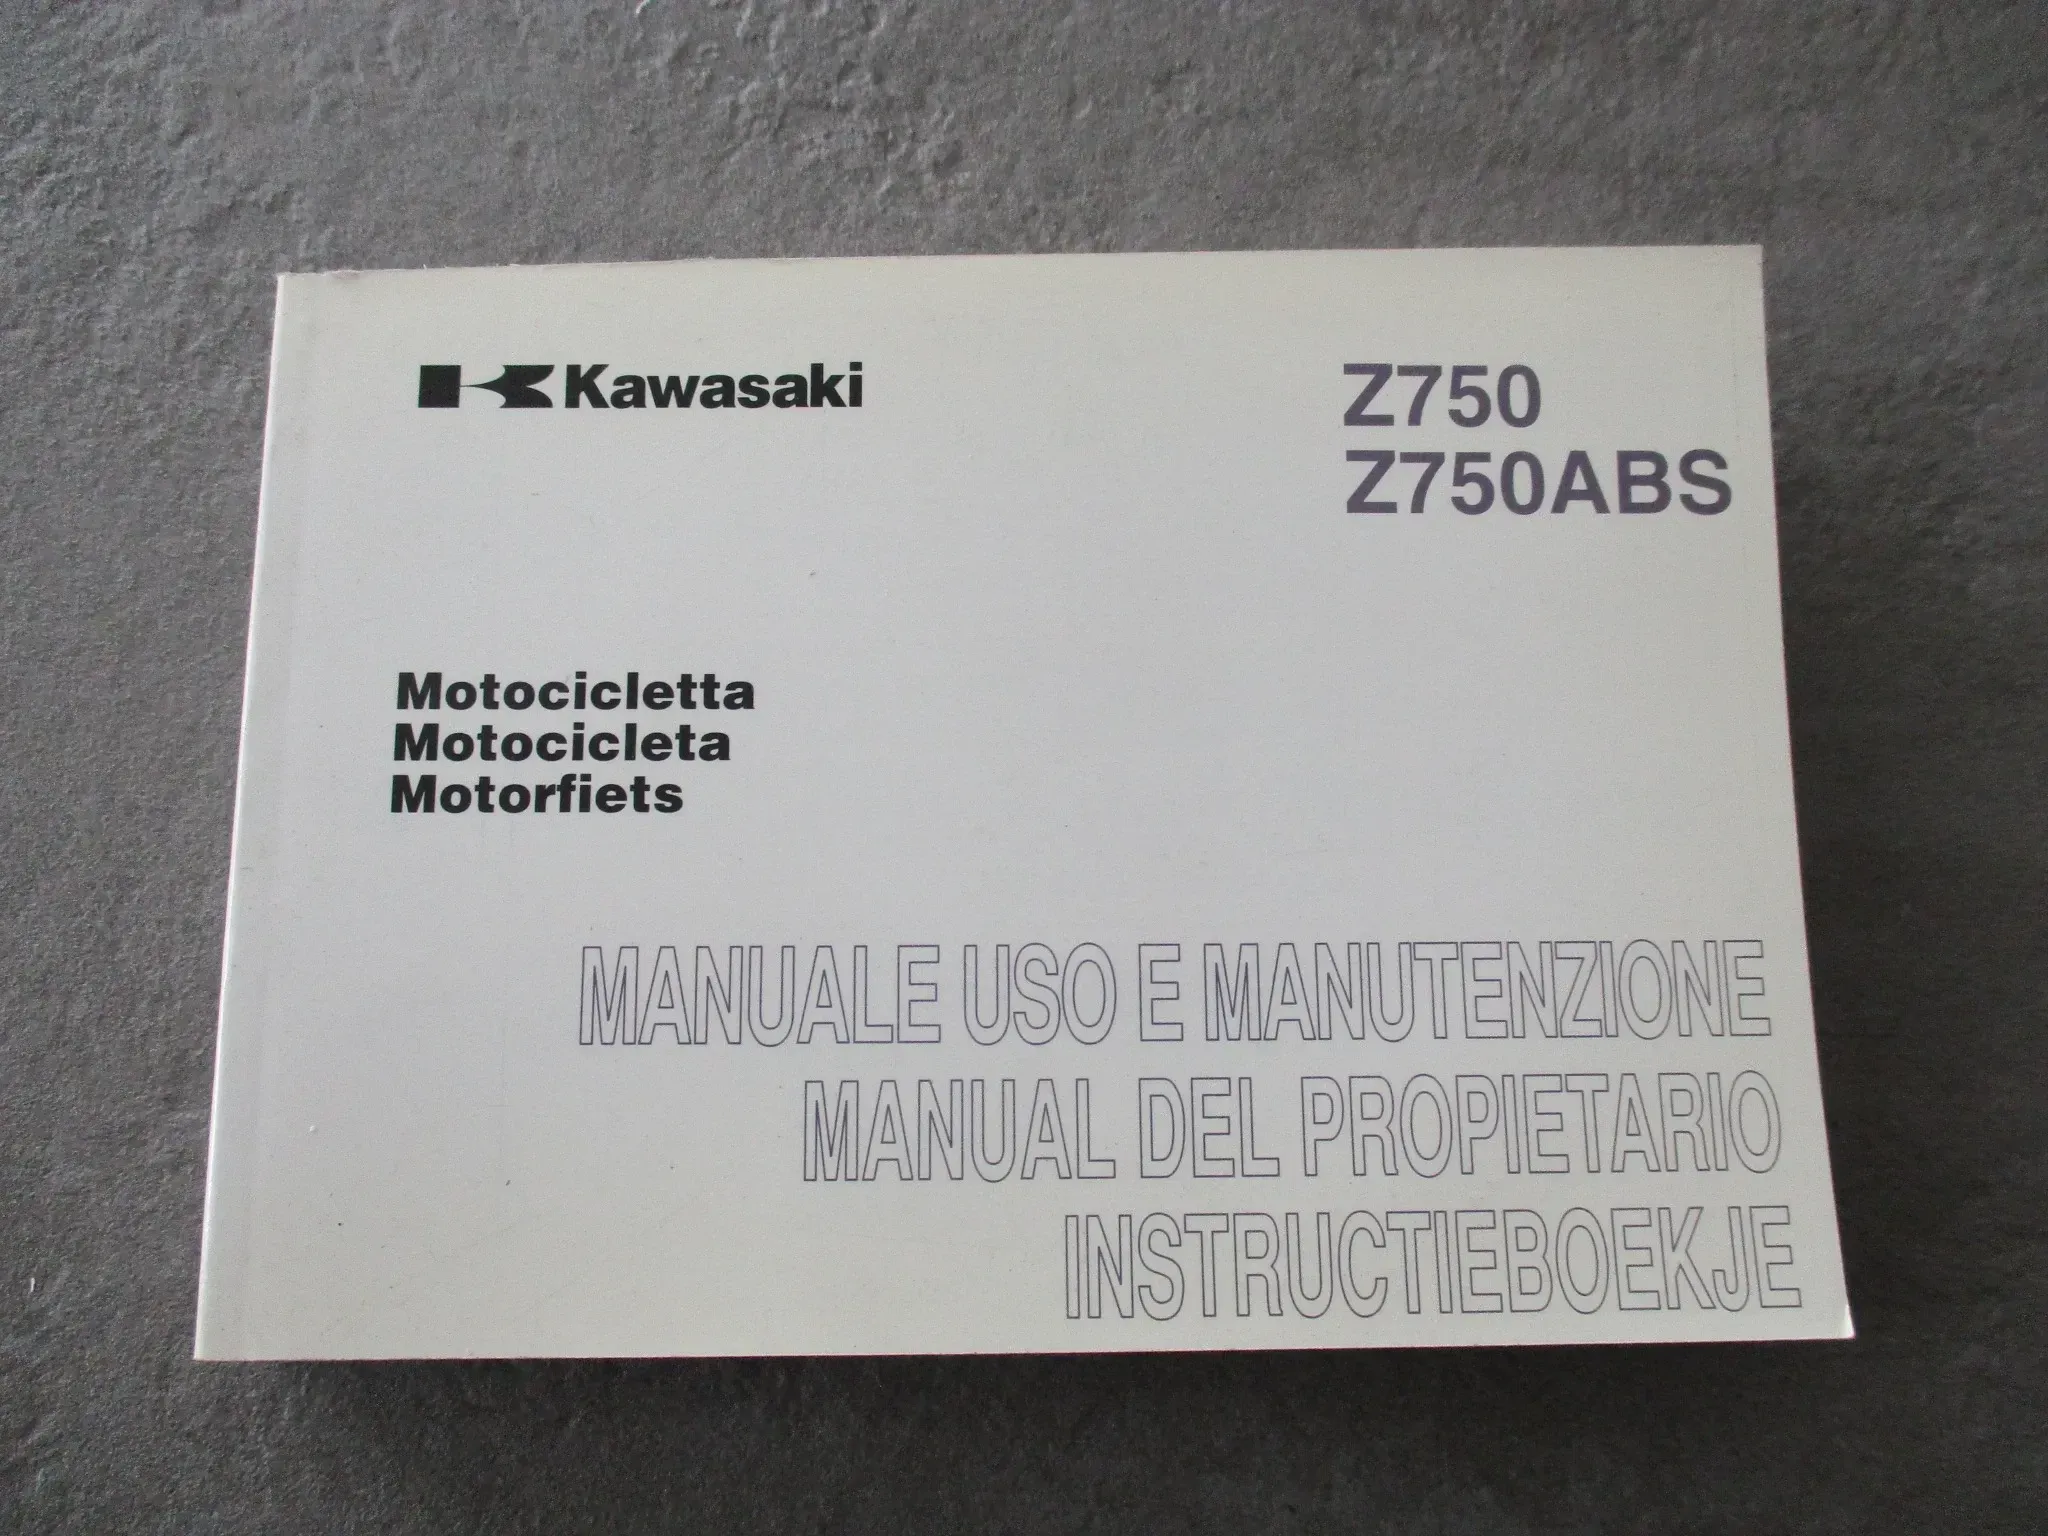 Kawasaki
Z750
Z750ABS
Motocicletta
Motocicleta
Motorfiets
MANUALE USO E MANUTENZIONE
MANUAL DEL PROPIETARIO
INSTRUCTIEBOEKJE